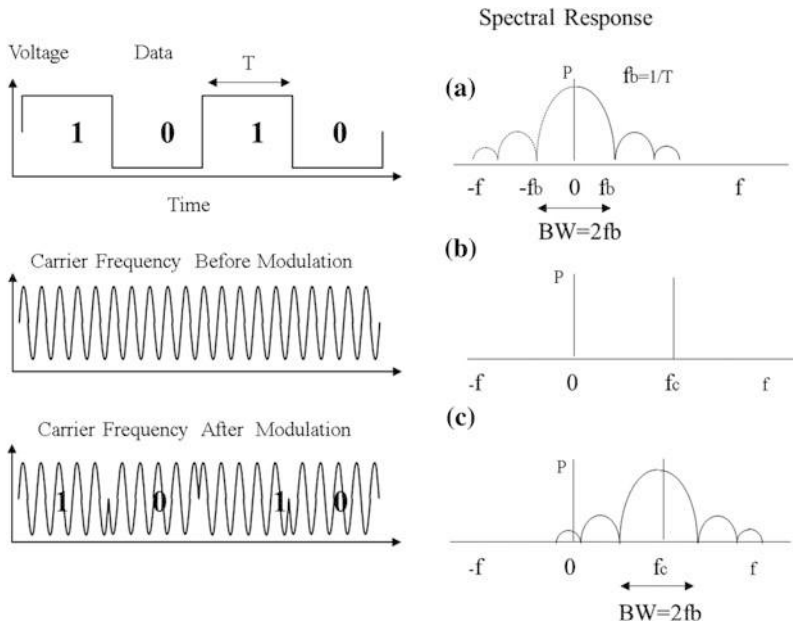 Spectral Response
Voltage Data T
1 0 1 0
Time
(a)
P fb=1/T
-f -fb 0 fb f
BW=2fb
Carrier Frequency Before Modulation
(b)
P
-f 0 fc f
Carrier Frequency After Modulation
1 0 1 0
(c)
P
-f 0 fc f
BW=2fb